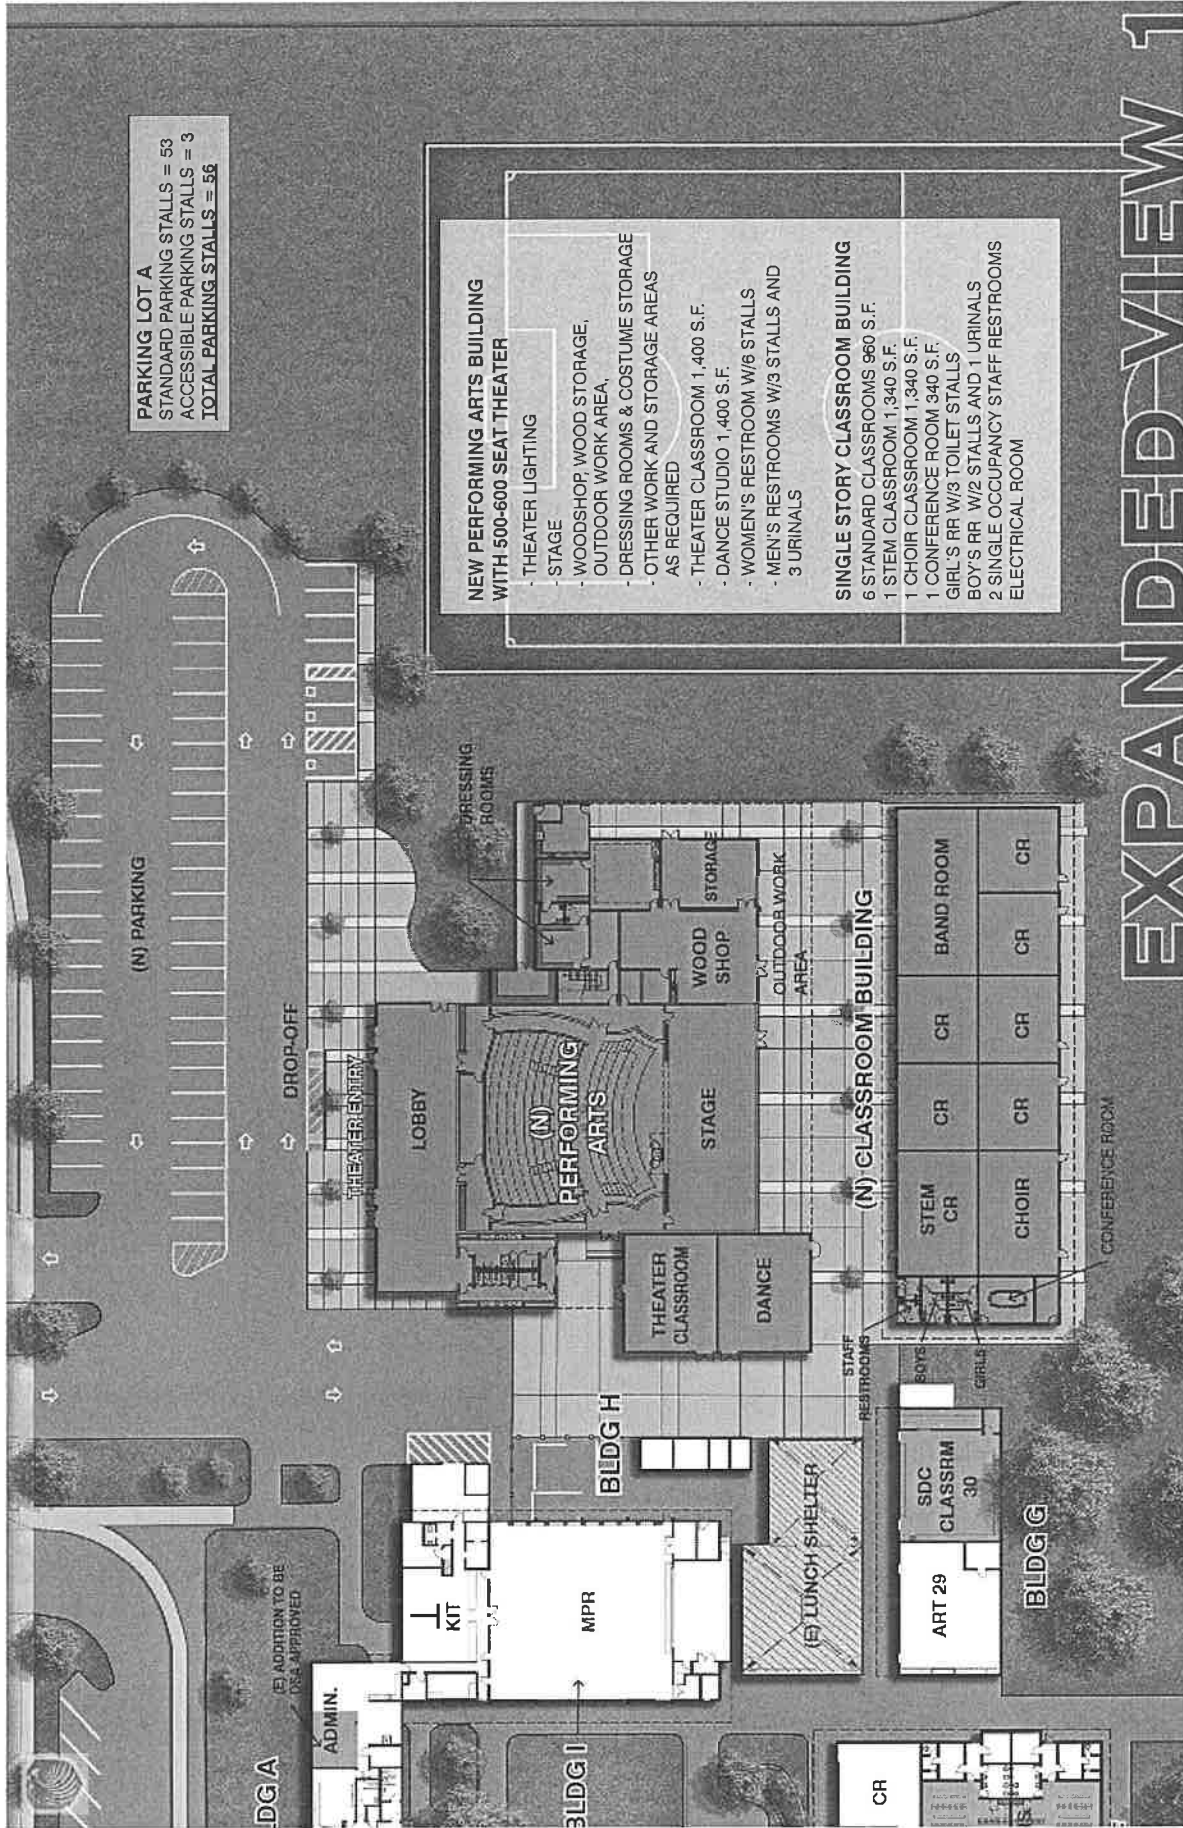 PARKING LOT A
STANDARD PARKING STALLS = 53
ACCESSIBLE PARKING STALLS = 3
TOTAL PARKING STALLS = 56
(N) PARKING
DROP-OFF
THEATER ENTRY
LOBBY
(N)
PERFORMING
ARTS
STAGE
DRESSING
ROOMS
WOOD
SHOP
STORAGE
OUTDOOR WORK
AREA
THEATER
CLASSROOM
DANCE
NEW PERFORMING ARTS BUILDING
WITH 500-600 SEAT THEATER
- THEATER LIGHTING
- STAGE
- WOODSHOP, WOOD STORAGE,
OUTDOOR WORK AREA,
- DRESSING ROOMS & COSTUME STORAGE
- OTHER WORK AND STORAGE AREAS
AS REQUIRED
- THEATER CLASSROOM 1,400 S.F.
- DANCE STUDIO 1,400 S.F.
- WOMEN'S RESTROOM W/6 STALLS
- MEN'S RESTROOMS W/3 STALLS AND
3 URINALS
SINGLE STORY CLASSROOM BUILDING
6 STANDARD CLASSROOMS 960 S.F.
1 STEM CLASSROOM 1,340 S.F.
1 CHOIR CLASSROOM 1,340 S.F.
1 CONFERENCE ROOM 340 S.F.
GIRL'S RR W/3 TOILET STALLS
BOYS RR W/2 STALLS AND 1 URINALS
2 SINGLE OCCUPANCY STAFF RESTROOMS
ELECTRICAL ROOM
(N) CLASSROOM BUILDING
STEM
CR
CR
CR
BAND ROOM
CHOIR
CR
CR
CR
CR
STAFF
RESTROOMS
BOYS
GIRLS
CONFERENCE ROOM
(E) ADDITION TO BE
DSA APPROVED
LDG A
ADMIN.
KIT
MPR
BLDG I
BLDG H
(E) LUNCH SHELTER
ART 29
SDC
CLASSRM
30
BLDG G
CR
EXPANDED VIEW 1